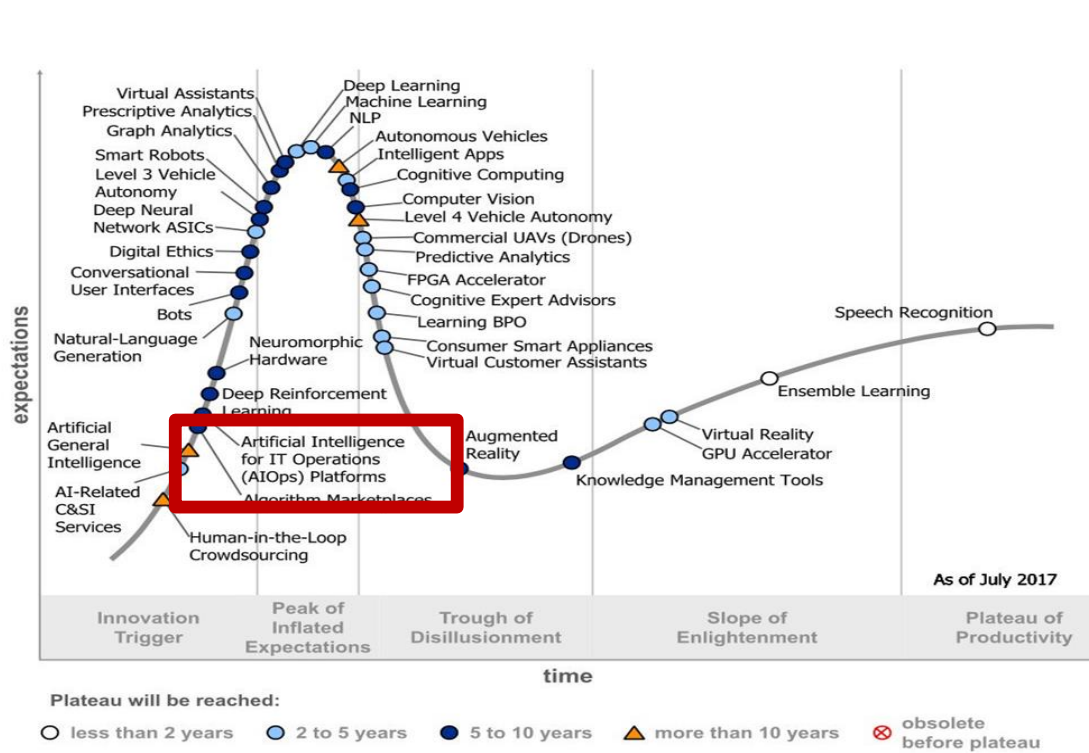 Virtual Assistants
Prescriptive Analytics
Graph Analytics
Smart Robots
Level 3 Vehicle
Autonomy
Deep Neural
Network ASICs
Digital Ethics
Conversational
User Interfaces
Bots
Natural-Language
Generation
Neuromorphic
Hardware
Deep Reinforcement
Learning
Artificial
General
Intelligence
AI-Related
C&SI
Services
Artificial Intelligence
for IT Operations
(AIOps) Platforms
Algorithm Marketplaces
Human-in-the-Loop
Crowdsourcing
Deep Learning
Machine Learning
NLP
Autonomous Vehicles
Intelligent Apps
Cognitive Computing
Computer Vision
Level 4 Vehicle Autonomy
Commercial UAVs (Drones)
Predictive Analytics
FPGA Accelerator
Cognitive Expert Advisors
Learning BPO
Consumer Smart Appliances
Virtual Customer Assistants
Augmented
Reality
Knowledge Management Tools
Virtual Reality
GPU Accelerator
Ensemble Learning
Speech Recognition
As of July 2017
expectations
Innovation
Trigger
Peak of
Inflated
Expectations
Trough of
Disillusionment
Slope of
Enlightenment
Plateau of
Productivity
time
Plateau will be reached:
less than 2 years
2 to 5 years
5 to 10 years
more than 10 years
obsolete
before plateau